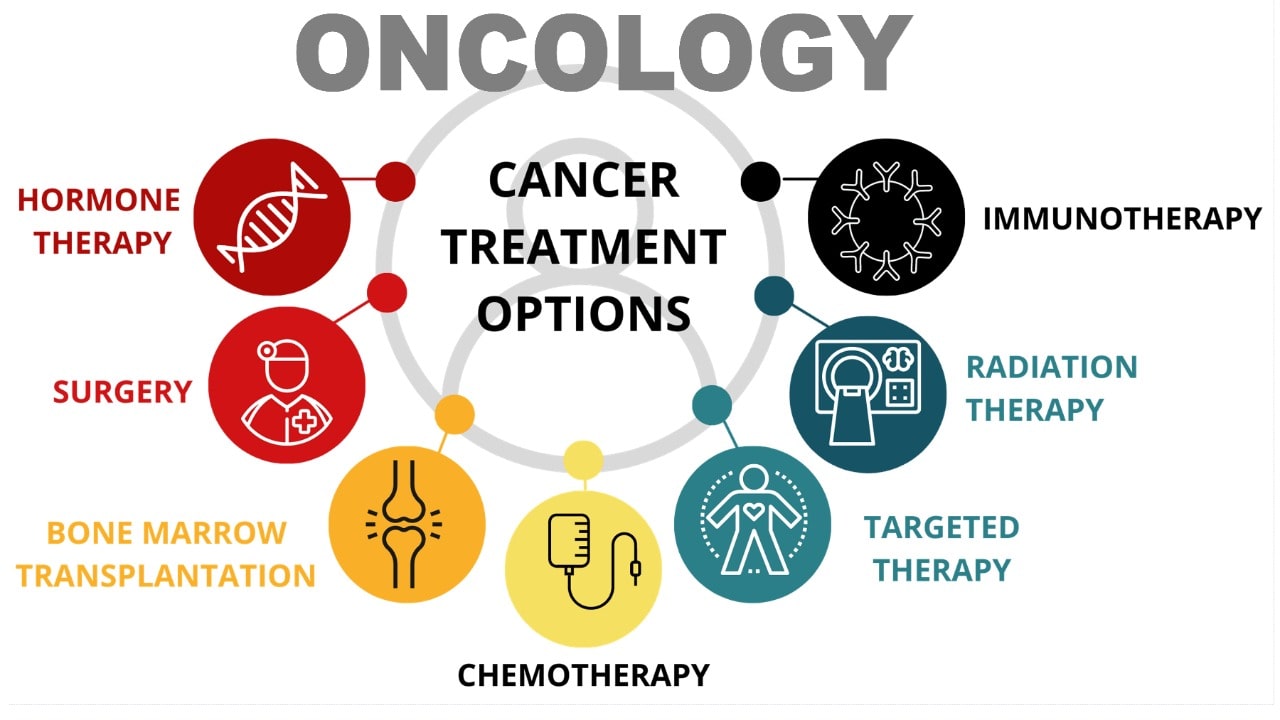 ONCOLOGY
CANCER
TREATMENT
OPTIONS
HORMONE
THERAPY
SURGERY
BONE MARROW
TRANSPLANTATION
CHEMOTHERAPY
TARGETED
THERAPY
RADIATION
THERAPY
IMMUNOTHERAPY